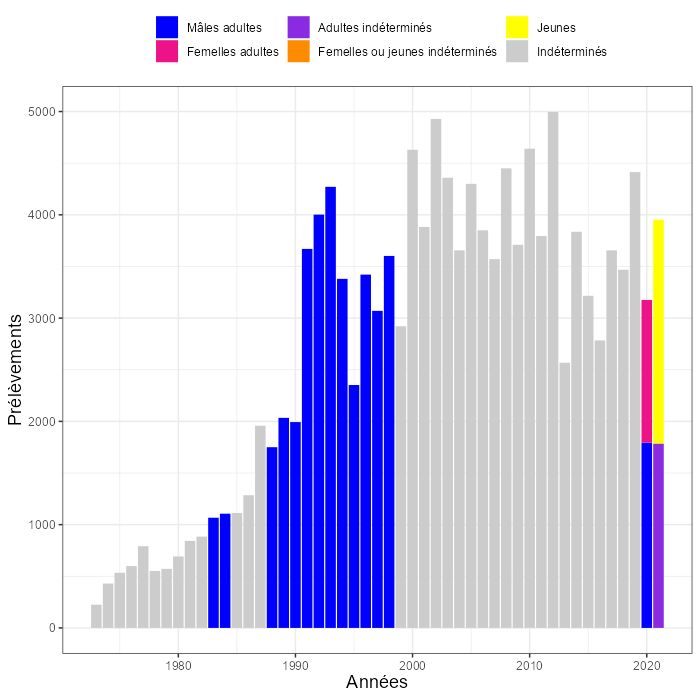 Mâles adultes
Adultes indéterminés
Jeunes
Femelles adultes
Femelles ou jeunes indéterminés
Indéterminés
5000
4000
3000
2000
1000
0
Prélèvements
1980
1990
2000
2010
2020
Années